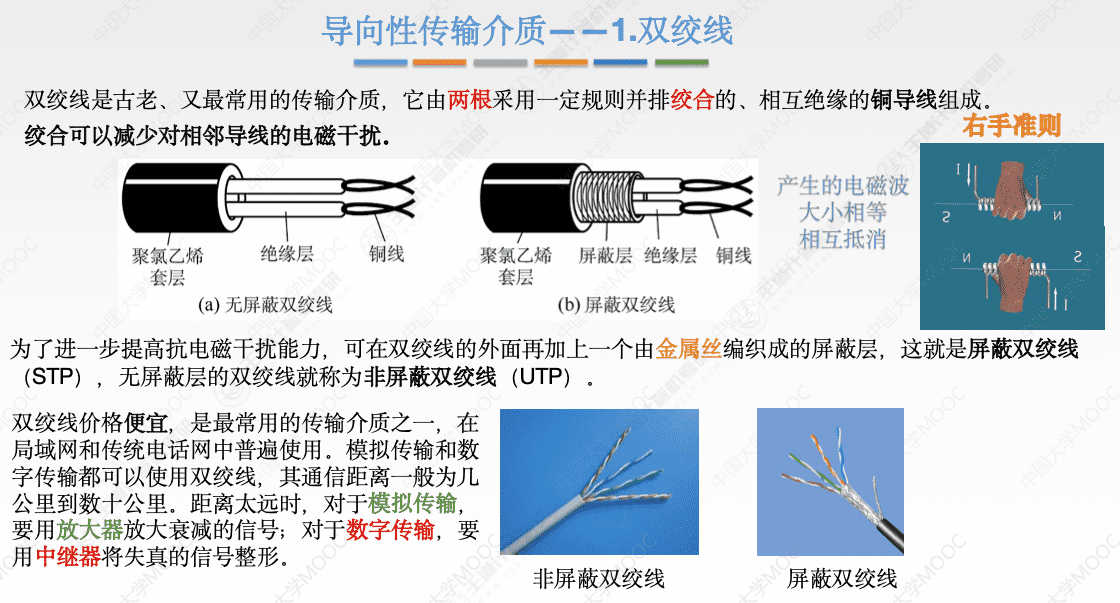 导向性传输介质——1.双绞线
双绞线是古老、又最常用的传输介质，它由两根采用一定规则并排绞合的、相互绝缘的铜导线组成。
绞合可以减少对相邻导线的电磁干扰。
右手准则
产生的电磁波
大小相等
相互抵消
I
S
N
N
S
I
聚氯乙烯
套层
绝缘层
铜线
(a) 无屏蔽双绞线
聚氯乙烯
套层
屏蔽层
绝缘层
铜线
(b) 屏蔽双绞线
为了进一步提高抗电磁干扰能力，可在双绞线的外面再加上一个由金属丝编织成的屏蔽层，这就是屏蔽双绞线
（STP），无屏蔽层的双绞线就称为非屏蔽双绞线（UTP）。
双绞线价格便宜，是最常用的传输介质之一，在
局域网和传统电话网中普遍使用。模拟传输和数
字传输都可以使用双绞线，其通信距离一般为几
公里到数十公里。距离太远时，对于模拟传输，
要用放大器放大衰减的信号；对于数字传输，要
用中继器将失真的信号整形。
非屏蔽双绞线
屏蔽双绞线
中国大学MOOC